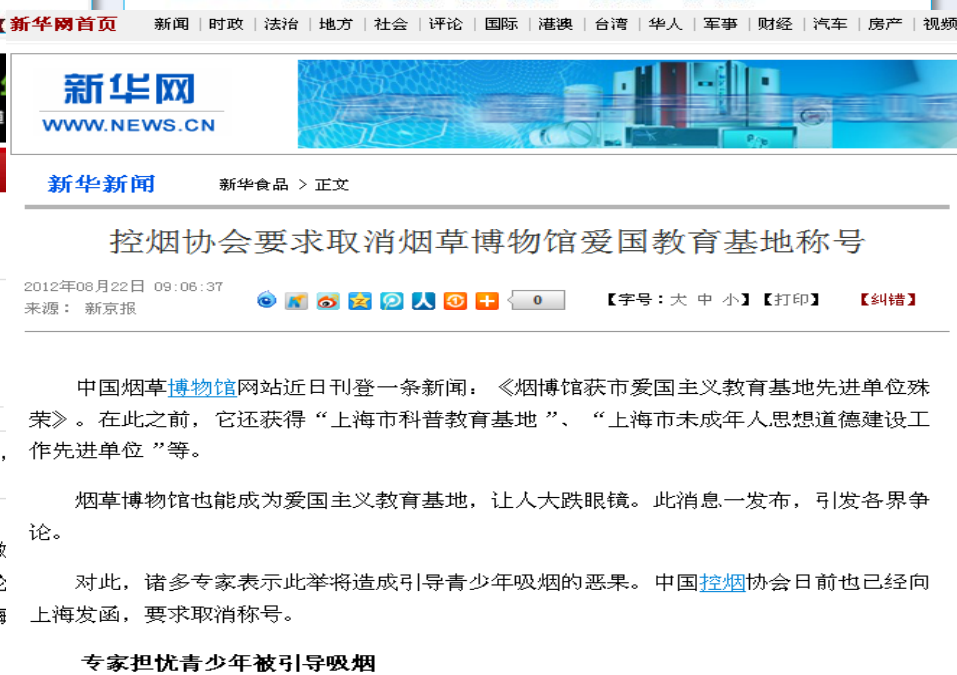 新华网首页 新闻 | 时政 | 法治 | 地方 | 社会 | 评论 | 国际 | 港澳 | 台湾 | 华人 | 军事 | 财经 | 汽车 | 房产 | 视频
新华网
WWW.NEWS.CN
新华新闻 新华食品 > 正文
控烟协会要求取消烟草博物馆爱国教育基地称号
2012年08月22日 09:06:37
来源： 新京报
0 【字号：大 中 小】【打印】 【纠错】
中国烟草博物馆网站近日刊登一条新闻：《烟博馆获市爱国主义教育基地先进单位殊
荣》。在此之前，它还获得“上海市科普教育基地 ”、“上海市未成年人思想道德建设工
作先进单位 ”等。
烟草博物馆也能成为爱国主义教育基地，让人大跌眼镜。此消息一发布，引发各界争
论。
对此，诸多专家表示此举将造成引导青少年吸烟的恶果。中国控烟协会日前也已经向
上海发函，要求取消称号。
专家担忧青少年被引导吸烟